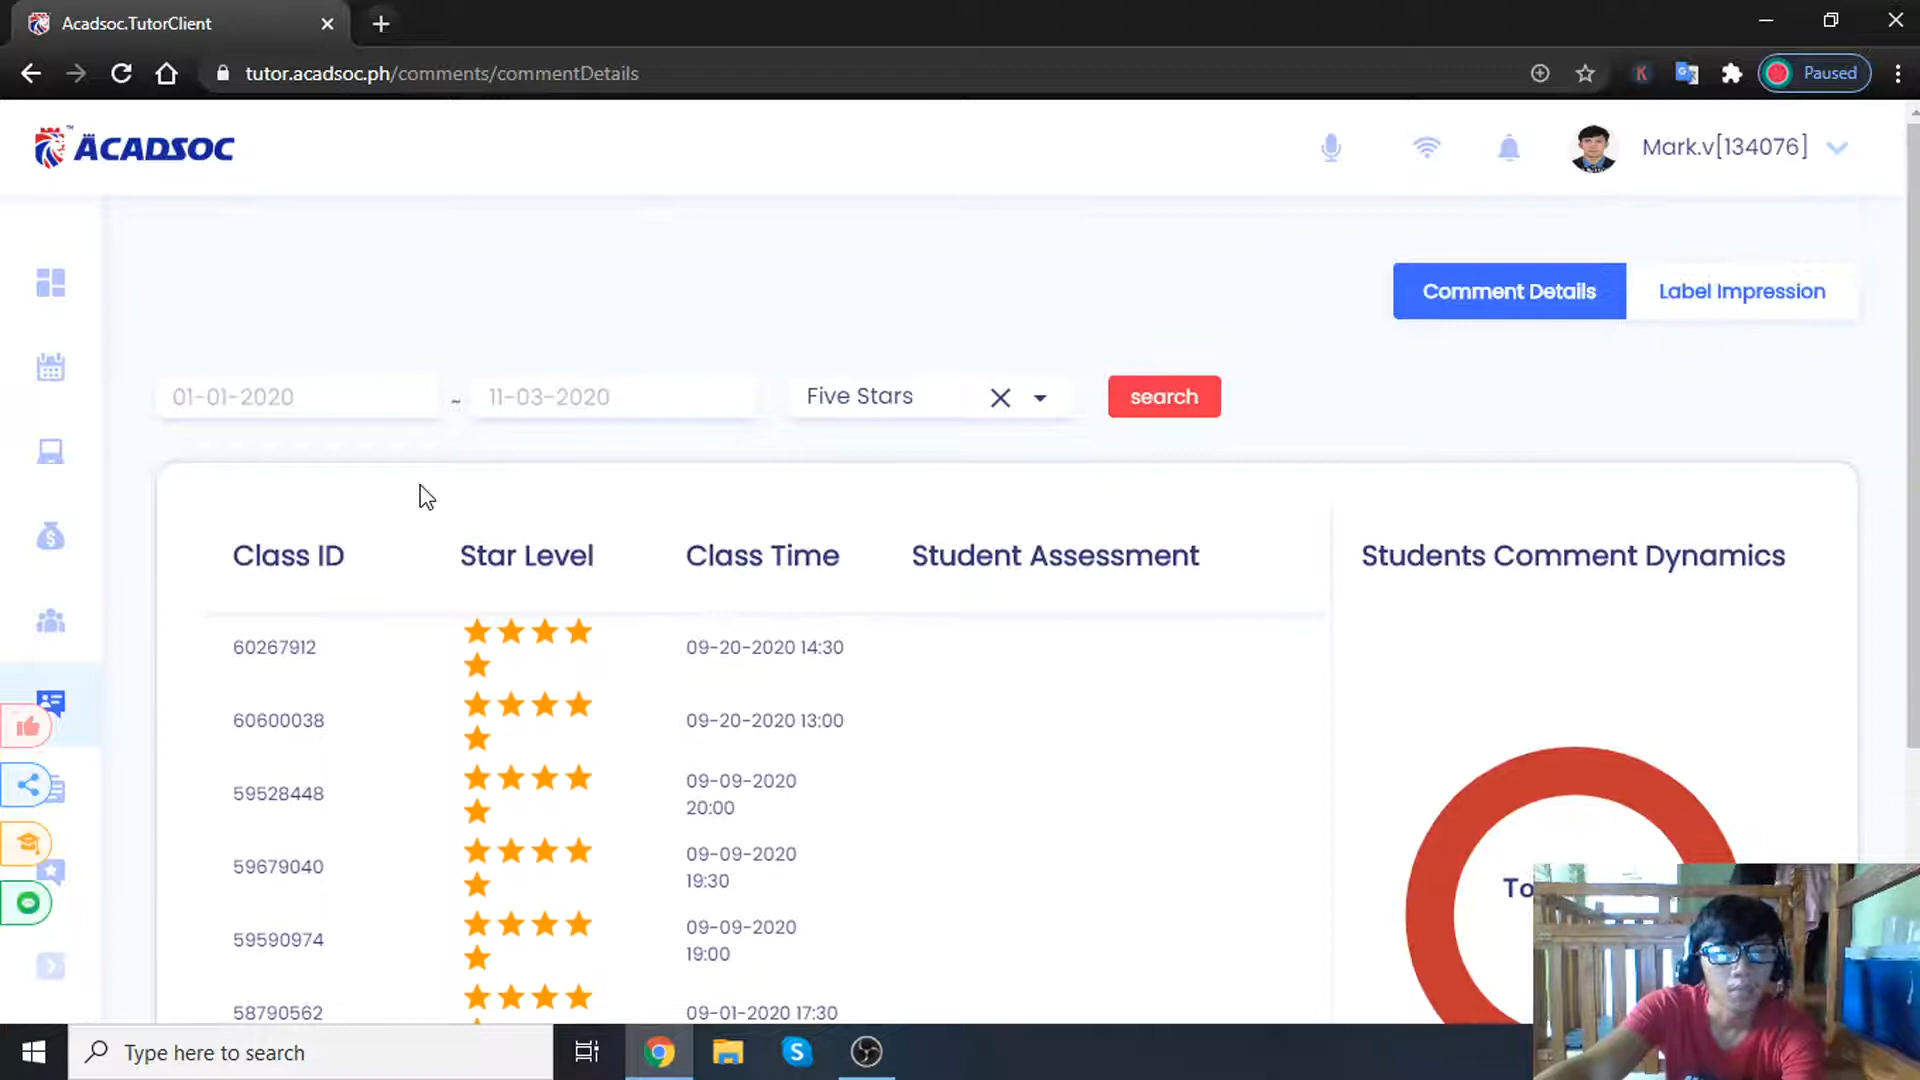 Acadsoc.TutorClient
tutor.acadsoc.ph/comments/commentDetails
K
Paused
ACADSOC
Mark.v[134076]
Comment Details
Label Impression
01-01-2020
~
11-03-2020
Five Stars
search
Class ID
Star Level
Class Time
Student Assessment
Students Comment Dynamics
60267912
09-20-2020 14:30
60600038
09-20-2020 13:00
59528448
09-09-2020
20:00
59679040
09-09-2020
19:30
To
59590974
09-09-2020
19:00
58790562
09-01-2020 17:30
Type here to search